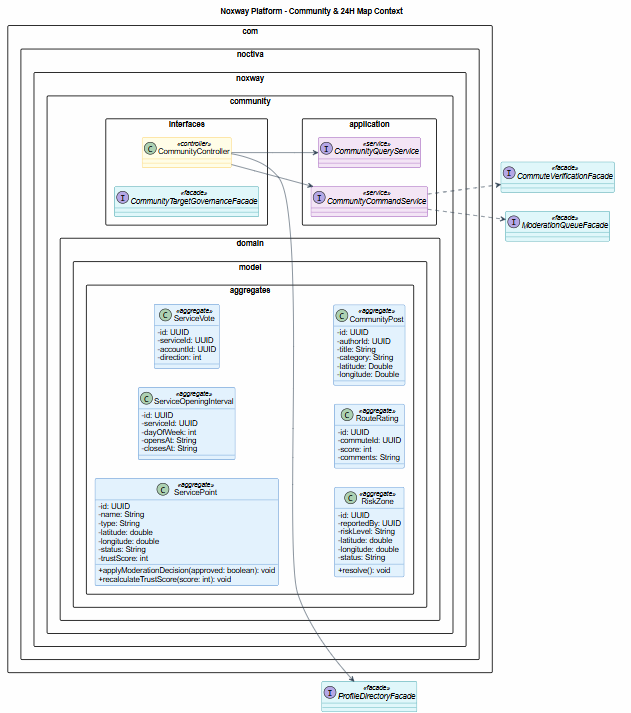 Noxway Platform - Community & 24H Map Context
com
noctiva
noxway
community
interfaces
«controller»
C CommunityController
«facade»
I CommunityTargetGovernanceFacade
application
«service»
I CommunityQueryService
«service»
I CommunityCommandService
«facade»
I CommuteVerificationFacade
«facade»
I ModerationQueueFacade
domain
model
aggregates
«aggregate»
C ServiceVote
-id: UUID
-serviceId: UUID
-accountId: UUID
-direction: int
«aggregate»
C CommunityPost
-id: UUID
-authorId: UUID
-title: String
-category: String
-latitude: Double
-longitude: Double
«aggregate»
C ServiceOpeningInterval
-id: UUID
-serviceId: UUID
-dayOfWeek: int
-opensAt: String
-closesAt: String
«aggregate»
C RouteRating
-id: UUID
-commuteId: UUID
-score: int
-comments: String
«aggregate»
C ServicePoint
-id: UUID
-name: String
-type: String
-latitude: double
-longitude: double
-status: String
-trustScore: int
+applyModerationDecision(approved: boolean): void
+recalculateTrustScore(score: int): void
«aggregate»
C RiskZone
-id: UUID
-reportedBy: UUID
-riskLevel: String
-latitude: double
-longitude: double
-status: String
+resolve(): void
«facade»
I ProfileDirectoryFacade